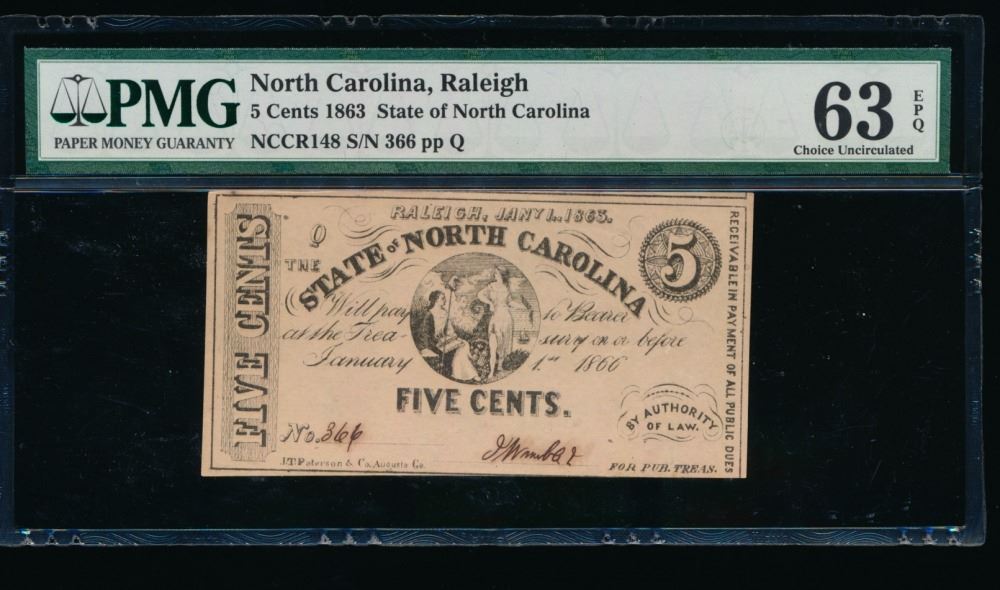 PMG
PAPER MONEY GUARANTY
North Carolina, Raleigh
5 Cents 1863 State of North Carolina
NCCR148 S/N 366 pp Q
63
EPQ
Choice Uncirculated
RALEIGH, JANY 1., 1863.
Q
THE
STATE of NORTH CAROLINA
5
FIVE CENTS
Will pay to Bearer
at the Trea- sury on or before
January 1st 1866
FIVE CENTS.
RECEIVABLE IN PAYMENT OF ALL PUBLIC DUES
BY AUTHORITY
OF LAW.
No. 366
J.T. Paterson & Co. Augusta Ga.
FOR PUB. TREAS.